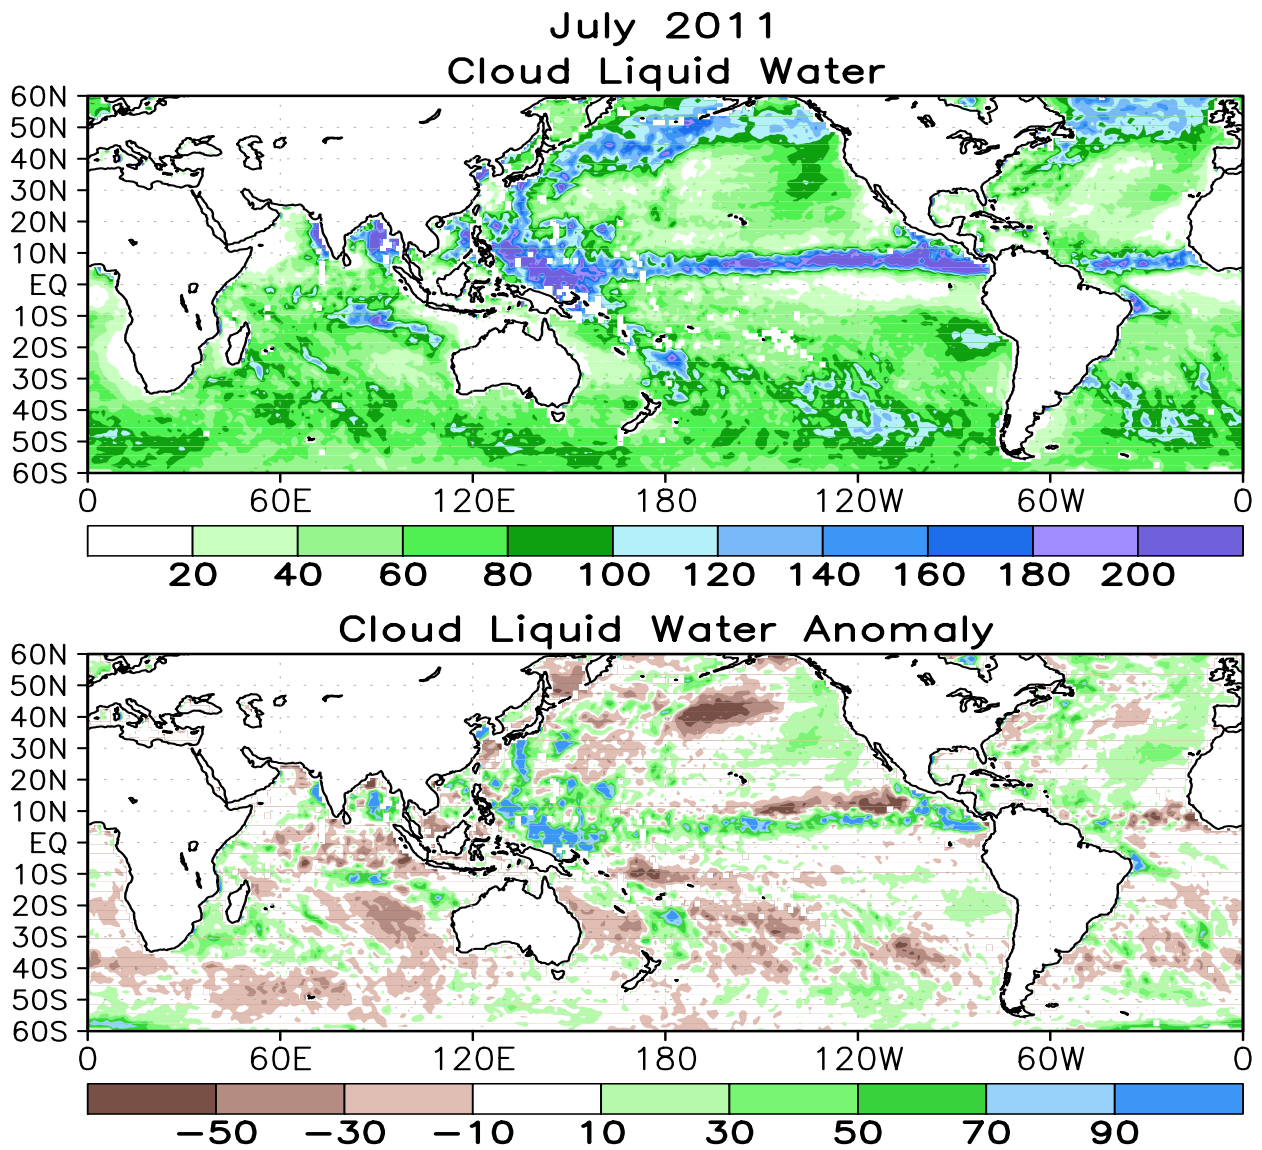 July 2011
Cloud Liquid Water
60N
50N
40N
30N
20N
10N
EQ
10S
20S
30S
40S
50S
60S
0 60E 120E 180 120W 60W 0
20 40 60 80 100 120 140 160 180 200
Cloud Liquid Water Anomaly
60N
50N
40N
30N
20N
10N
EQ
10S
20S
30S
40S
50S
60S
0 60E 120E 180 120W 60W 0
−50 −30 −10 10 30 50 70 90